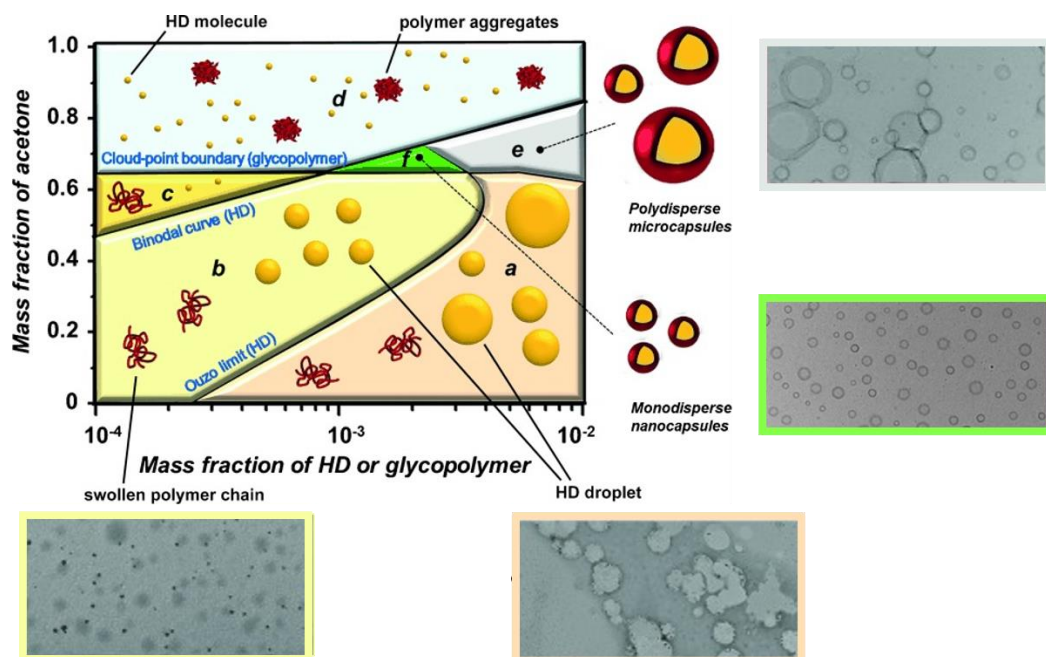 HD molecule
polymer aggregates
1.0
0.8
0.6
0.4
0.2
0
Mass fraction of acetone
d
Cloud-point boundary (glycopolymer)
f
e
c
Binodal curve (HD)
b
a
Ouzo limit (HD)
Polydisperse
microcapsules
Monodisperse
nanocapsules
10-4
10-3
10-2
Mass fraction of HD or glycopolymer
swollen polymer chain
HD droplet